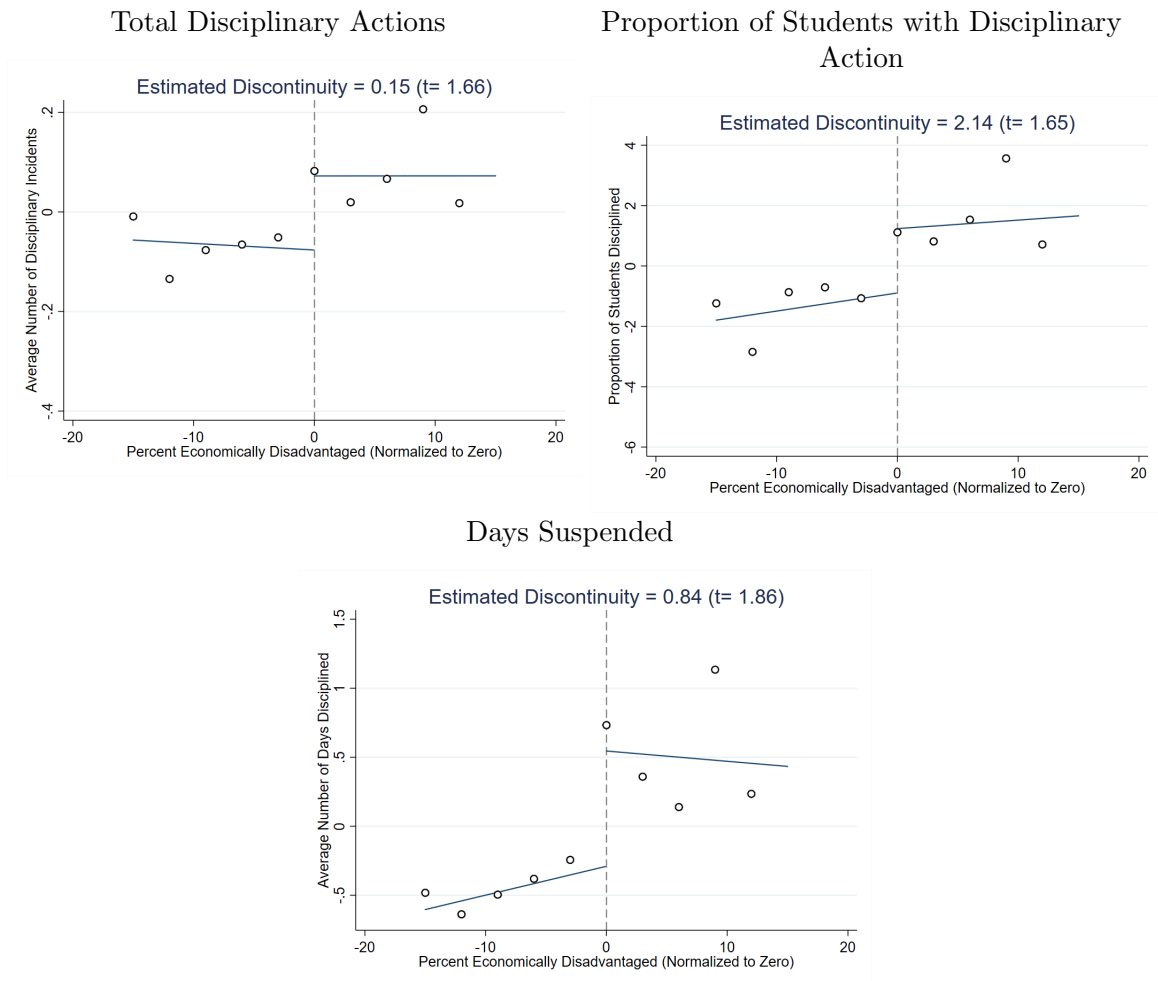 Total Disciplinary Actions
Estimated Discontinuity = 0.15 (t= 1.66)
Average Number of Disciplinary Incidents
.2
0
-.2
-.4
-20
-10
0
10
20
Percent Economically Disadvantaged (Normalized to Zero)
Proportion of Students with Disciplinary
Action
Estimated Discontinuity = 2.14 (t= 1.65)
Proportion of Students Disciplined
4
2
0
-2
-4
-6
-20
-10
0
10
20
Percent Economically Disadvantaged (Normalized to Zero)
Days Suspended
Estimated Discontinuity = 0.84 (t= 1.86)
Average Number of Days Disciplined
1.5
1
.5
0
-.5
-20
-10
0
10
20
Percent Economically Disadvantaged (Normalized to Zero)